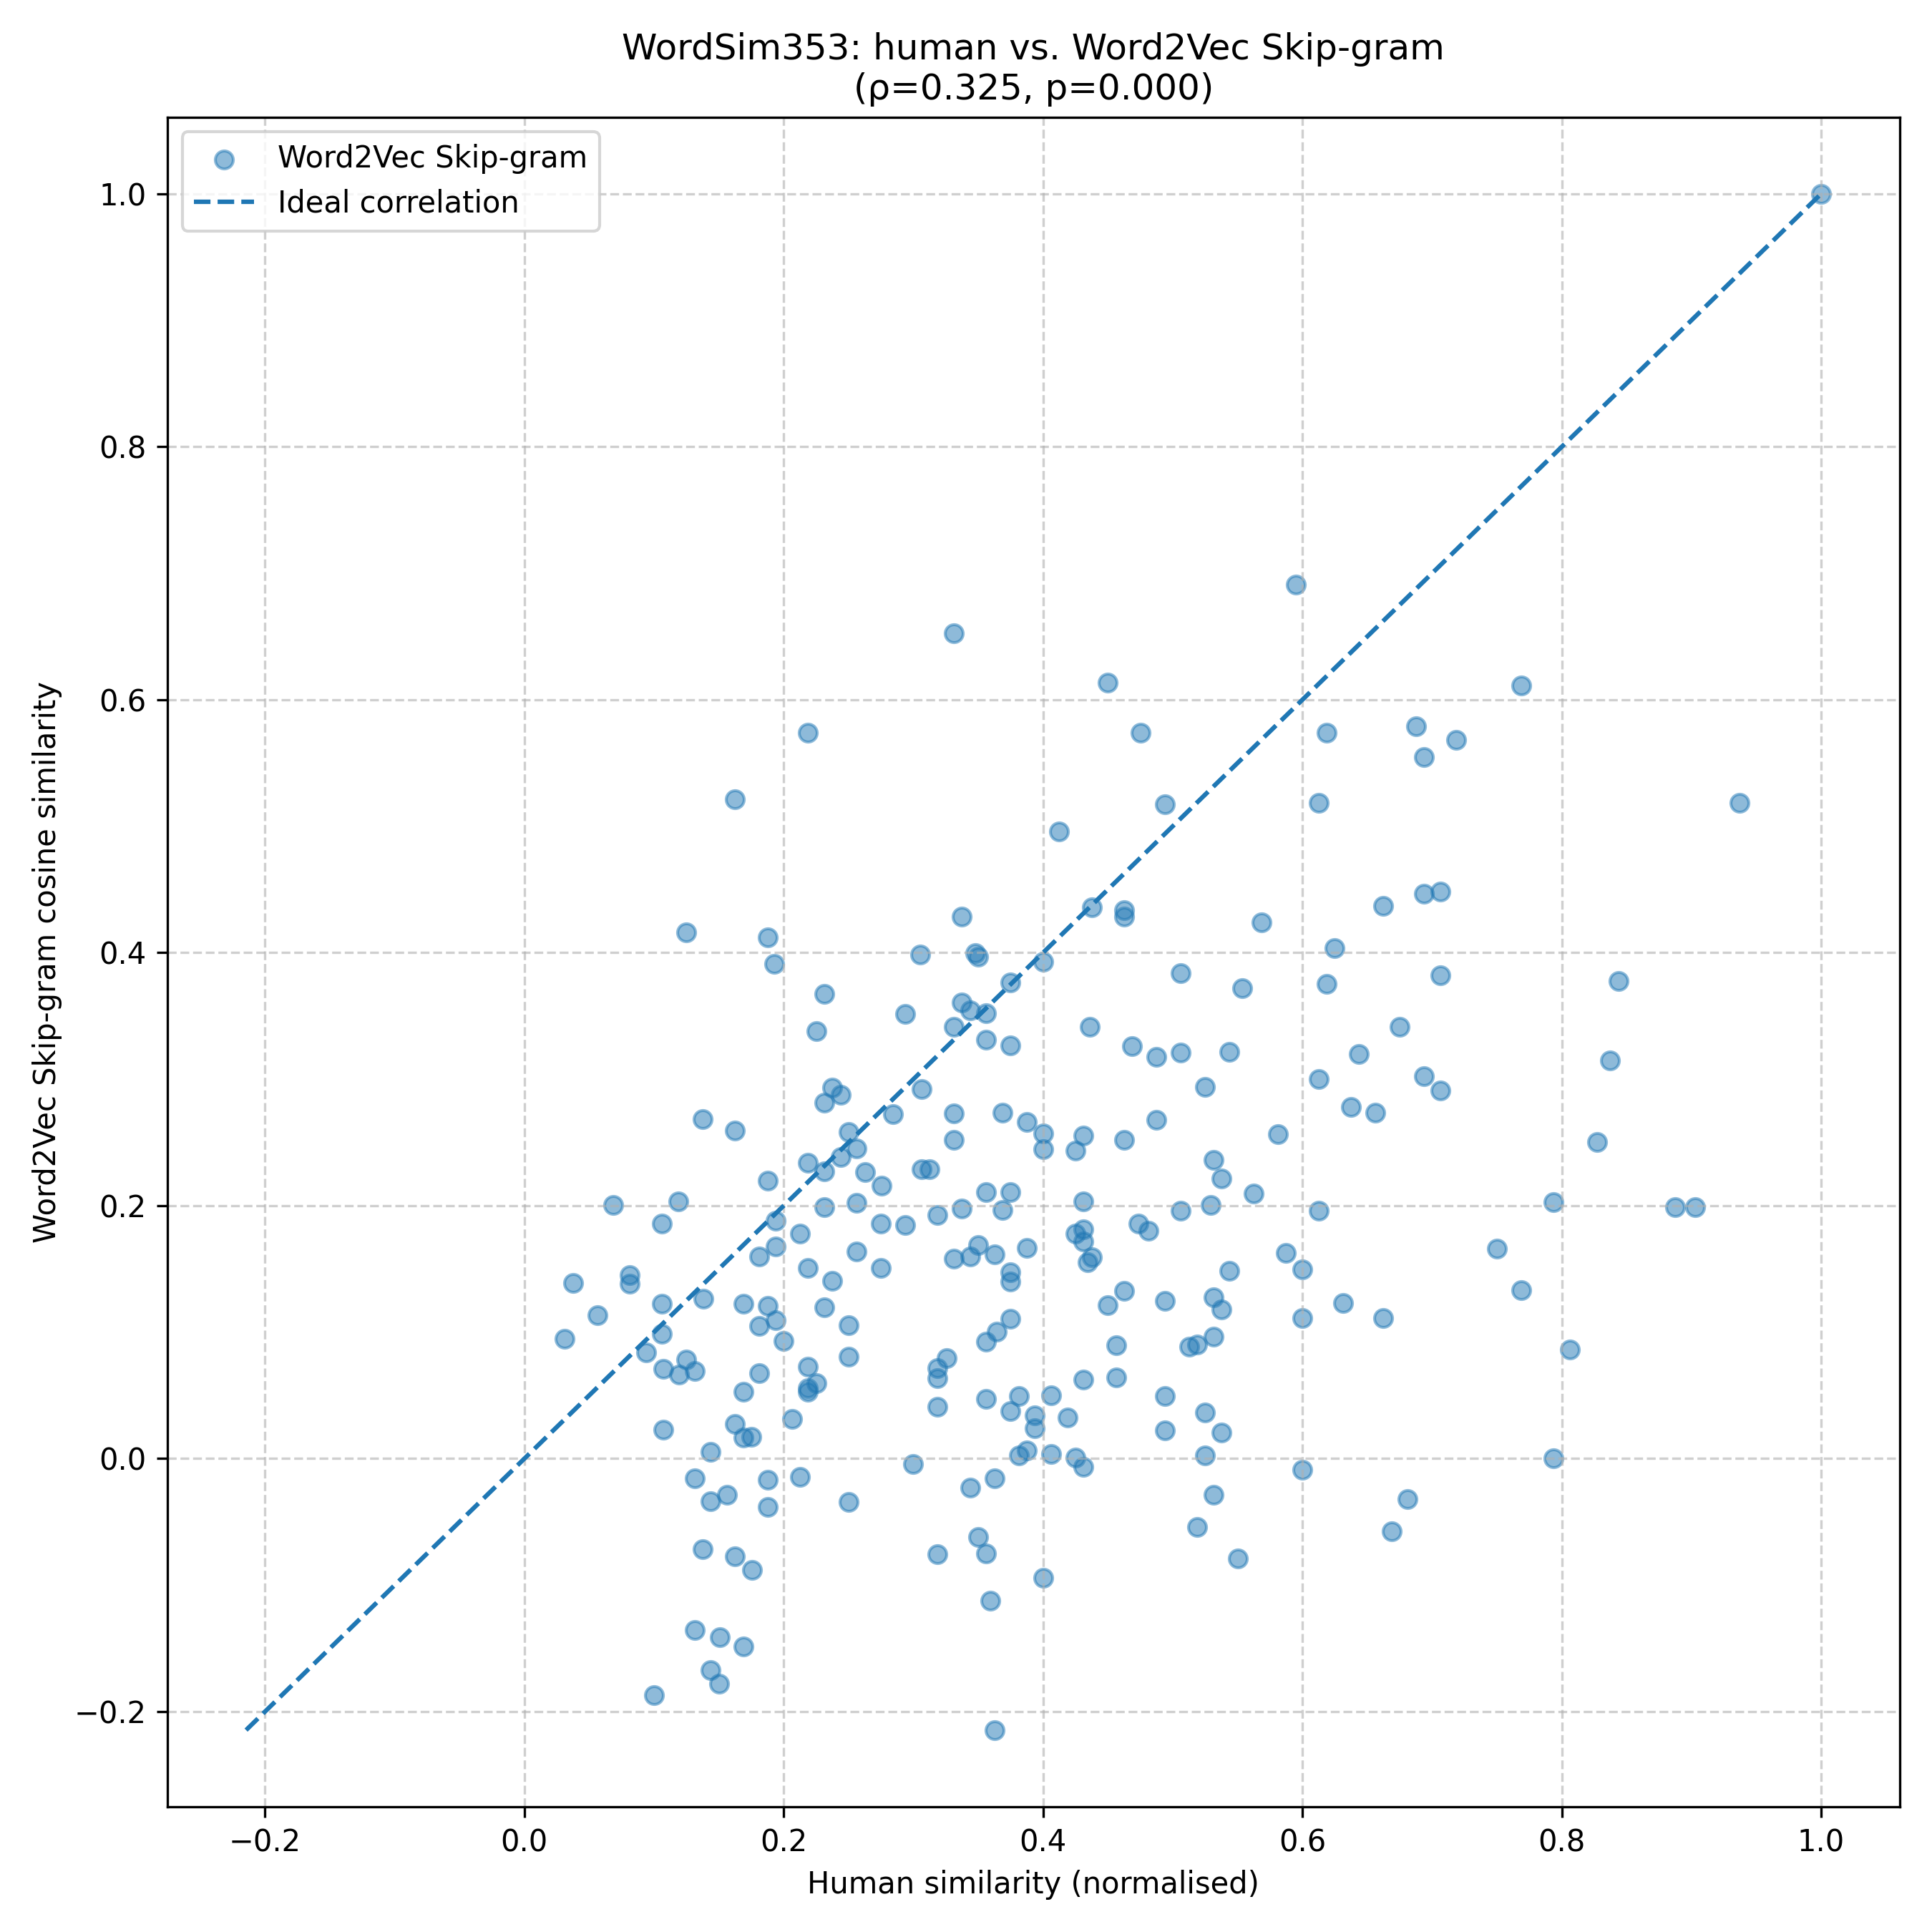 WordSim353: human vs. Word2Vec Skip-gram
(ρ=0.325, p=0.000)
Word2Vec Skip-gram
Ideal correlation
1.0
0.8
0.6
0.4
0.2
0.0
−0.2
Word2Vec Skip-gram cosine similarity
−0.2 0.0 0.2 0.4 0.6 0.8 1.0
Human similarity (normalised)